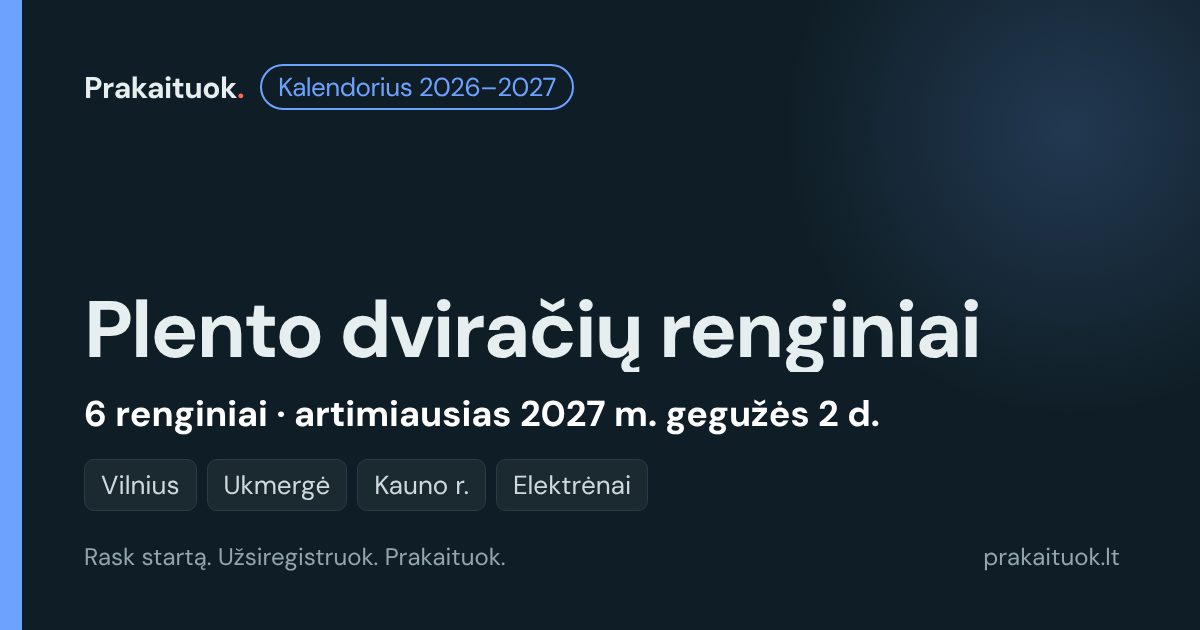 Prakaituok. Kalendorius 2026–2027
Plento dviračių renginiai
6 renginiai · artimiausias 2027 m. gegužės 2 d.
Vilnius Ukmergė Kauno r. Elektrėnai
Rask startą. Užsiregistruok. Prakaituok. prakaituok.lt